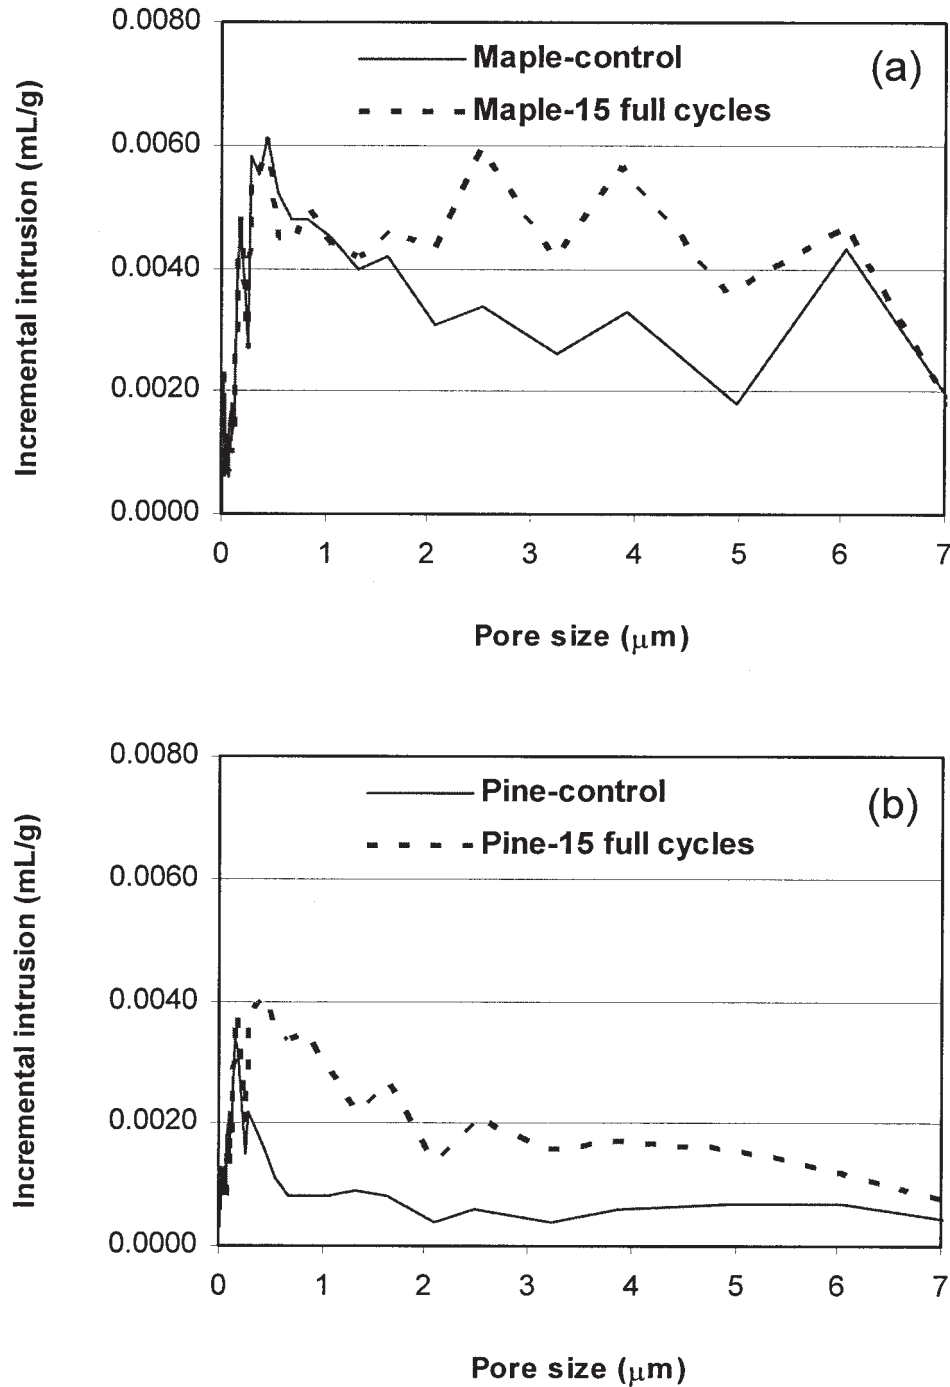 0.0080
Maple-control
(a)
Maple-15 full cycles
0.0060
0.0040
0.0020
0.0000
Incremental intrusion (mL/g)
0 1 2 3 4 5 6 7
Pore size (μm)
0.0080
Pine-control
(b)
Pine-15 full cycles
0.0060
0.0040
0.0020
0.0000
Incremental intrusion (mL/g)
0 1 2 3 4 5 6 7
Pore size (μm)